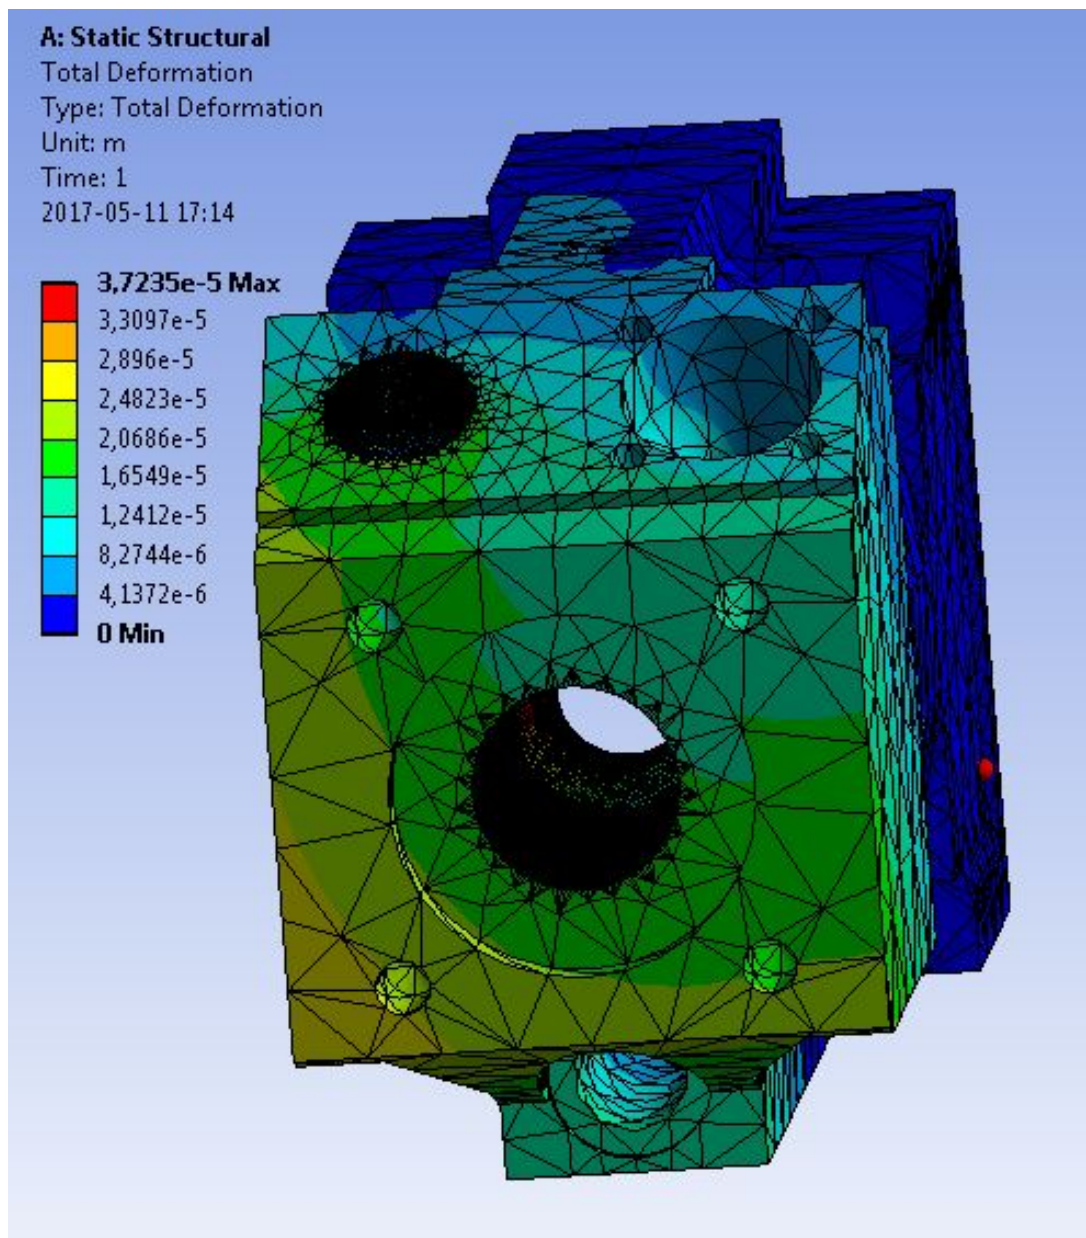 A: Static Structural
Total Deformation
Type: Total Deformation
Unit: m
Time: 1
2017-05-11 17:14
3,7235e-5 Max
3,3097e-5
2,896e-5
2,4823e-5
2,0686e-5
1,6549e-5
1,2412e-5
8,2744e-6
4,1372e-6
0 Min